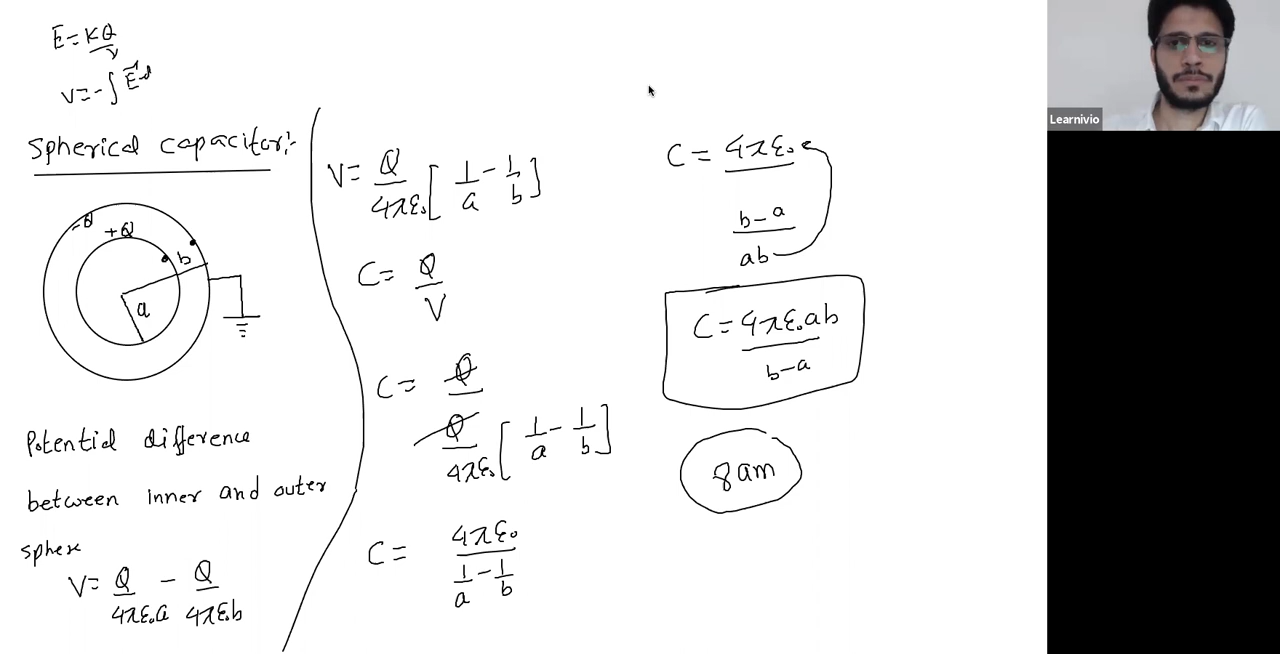 E = KQ/r
V = -∫ E⃗·d
Spherical capacitor:-
-Q
+Q
b
a
Potential difference
between inner and outer
sphere
V = Q/4πε₀a - Q/4πε₀b
V = Q/4πε₀ [1/a - 1/b]
C = Q/V
C = Q / Q/4πε₀ [1/a - 1/b]
C = 4πε₀ / 1/a - 1/b
C = 4πε₀ / b-a/ab
C = 4πε₀ab / b-a
8am
Learnivio